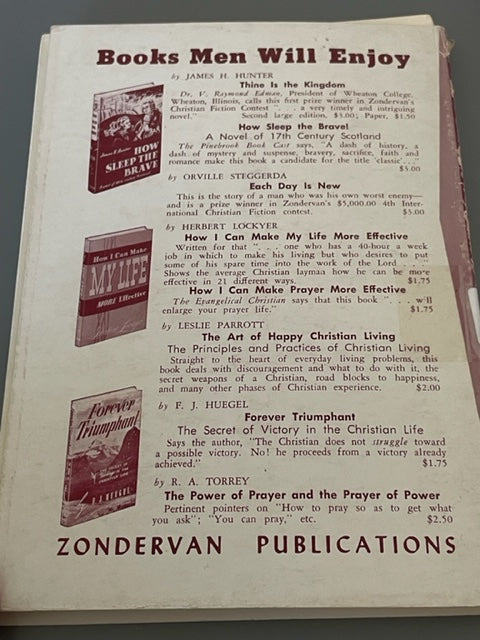 Books Men Will Enjoy
by JAMES H. HUNTER
Thine Is the Kingdom
Dr. V. Raymond Edman, President of Wheaton College,
Wheaton, Illinois, calls this first prize winner in Zondervan's
Christian Fiction Contest ". . . a very timely and intriguing
novel." Second large edition, $3.00; Paper, $1.50
How Sleep the Brave!
A Novel of 17th Century Scotland
The Pinebrook Book Cast says, "A dash of history, a
dash of mystery and suspense, bravery, sacrifice, faith and
romance make this book a candidate for the title 'classic'. . ."
$3.00
by ORVILLE STEGGERDA
Each Day Is New
This is the story of a man who was his own worst enemy—
and is a prize winner in Zondervan's $5,000.00 4th Inter-
national Christian Fiction contest. $3.00
by HERBERT LOCKYER
How I Can Make My Life More Effective
Written for that ". . . one who has a 40-hour a week
job in which to make his living but who desires to put
some of his spare time into the work of the Lord . . ."
Shows the average Christian layman how he can be more
effective in 21 different ways. $1.75
How I Can Make Prayer More Effective
The Evangelical Christian says that this book ". . . will
enlarge your prayer life." $1.75
by LESLIE PARROTT
The Art of Happy Christian Living
The Principles and Practices of Christian Living
Straight to the heart of everyday living problems, this
book deals with discouragement and what to do with it, the
secret weapons of a Christian, road blocks to happiness,
and many other phases of Christian experience. $2.00
by F. J. HUEGEL
Forever Triumphant
The Secret of Victory in the Christian Life
Says the author, "The Christian does not struggle toward
a possible victory. No! he proceeds from a victory already
achieved." $1.75
by R. A. TORREY
The Power of Prayer and the Prayer of Power
Pertinent pointers on "How to pray so as to get what
you ask"; "You can pray," etc. $2.50
ZONDERVAN PUBLICATIONS
HOW
SLEEP THE
BRAVE
How I Can Make
MY LIFE
MORE Effective
Forever
Triumphant
F. J. HUEGEL